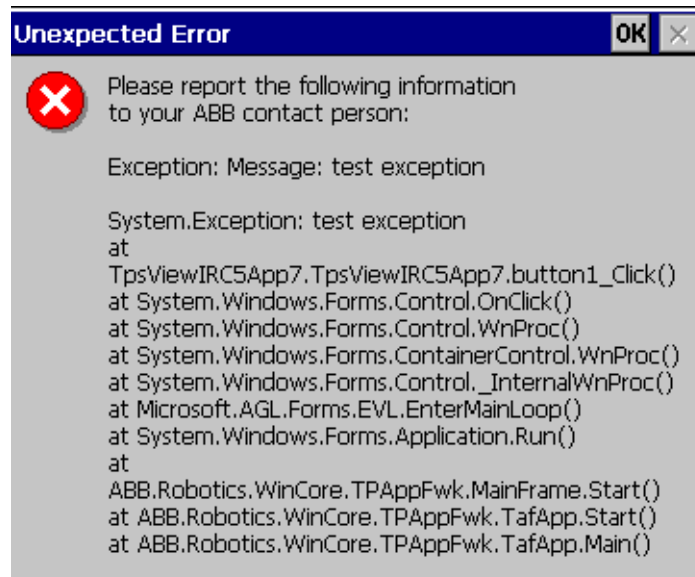 Unexpected Error
OK
Please report the following information
to your ABB contact person:
Exception: Message: test exception
System.Exception: test exception
at
TpsViewIRC5App7.TpsViewIRC5App7.button1_Click()
at System.Windows.Forms.Control.OnClick()
at System.Windows.Forms.Control.WnProc()
at System.Windows.Forms.ContainerControl.WnProc()
at System.Windows.Forms.Control._InternalWnProc()
at Microsoft.AGL.Forms.EVL.EnterMainLoop()
at System.Windows.Forms.Application.Run()
at
ABB.Robotics.WinCore.TPAppFwk.MainFrame.Start()
at ABB.Robotics.WinCore.TPAppFwk.TafApp.Start()
at ABB.Robotics.WinCore.TPAppFwk.TafApp.Main()